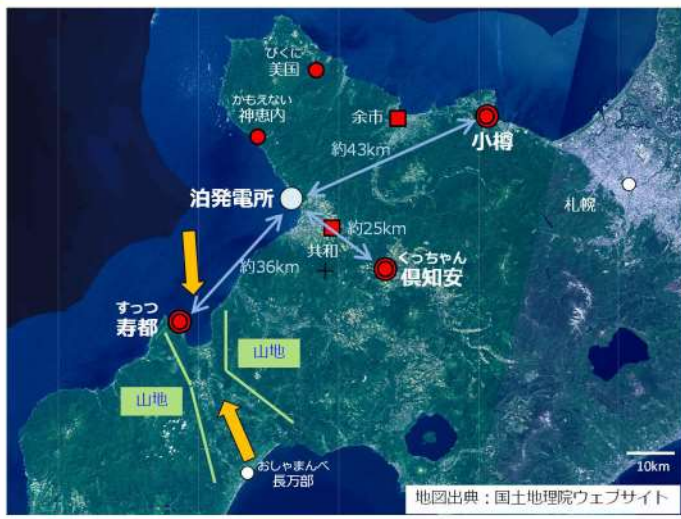 びくに
美国
かもえない
神恵内
余市
小樽
約43km
札幌
泊発電所
約25km
共和
くっちゃん
倶知安
約36km
すっつ
寿都
山地
山地
おしゃまんべ
長万部
10km
地図出典：国土地理院ウェブサイト